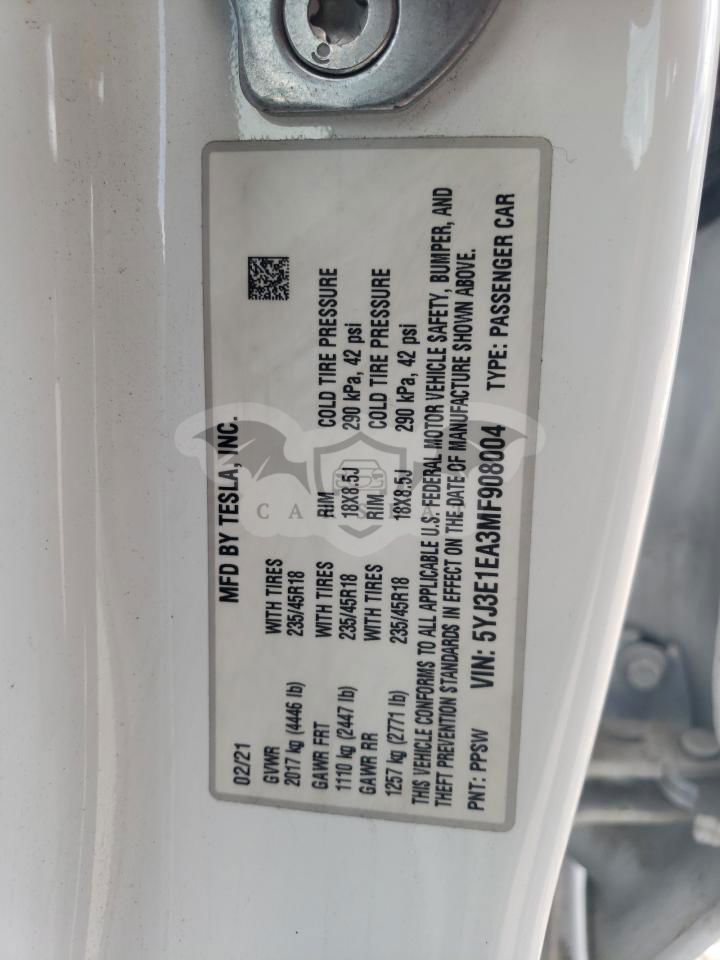 MFD BY TESLA, INC.
02/21
GVWR WITH TIRES RIM COLD TIRE PRESSURE
2017 kg (4446 lb) 235/45R18 18X8.5J 290 kPa, 42 psi
GAWR FRT WITH TIRES RIM COLD TIRE PRESSURE
1110 kg (2447 lb) 235/45R18 18X8.5J 290 kPa, 42 psi
GAWR RR WITH TIRES
1257 kg (2771 lb) 235/45R18
THIS VEHICLE CONFORMS TO ALL APPLICABLE U.S. FEDERAL MOTOR VEHICLE SAFETY, BUMPER, AND
THEFT PREVENTION STANDARDS IN EFFECT ON THE DATE OF MANUFACTURE SHOWN ABOVE.
PNT: PPSW VIN: 5YJ3E1EA3MF908004 TYPE: PASSENGER CAR